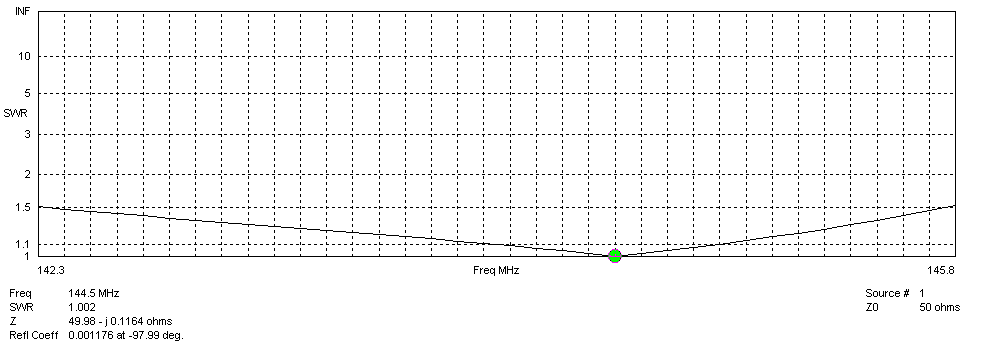 INF
10
5
SWR
3
2
1.5
1.1
1
142.3 Freq MHz 145.8
Freq 144.5 MHz Source # 1
SWR 1.002 Z0 50 ohms
Z 49.98 - j 0.1164 ohms
Refl Coeff 0.001176 at -97.99 deg.